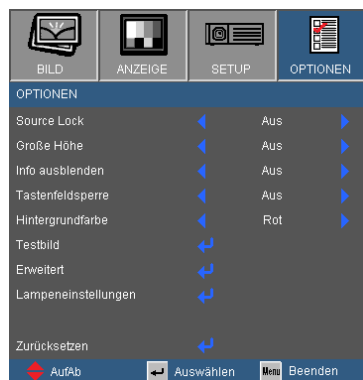 BILD ANZEIGE SETUP OPTIONEN
OPTIONEN
Source Lock Aus
Große Höhe Aus
Info ausblenden Aus
Tastenfeldsperre Aus
Hintergrundfarbe Rot
Testbild
Erweitert
Lampeneinstellungen
Zurücksetzen
AufAb Auswählen Menu Beenden